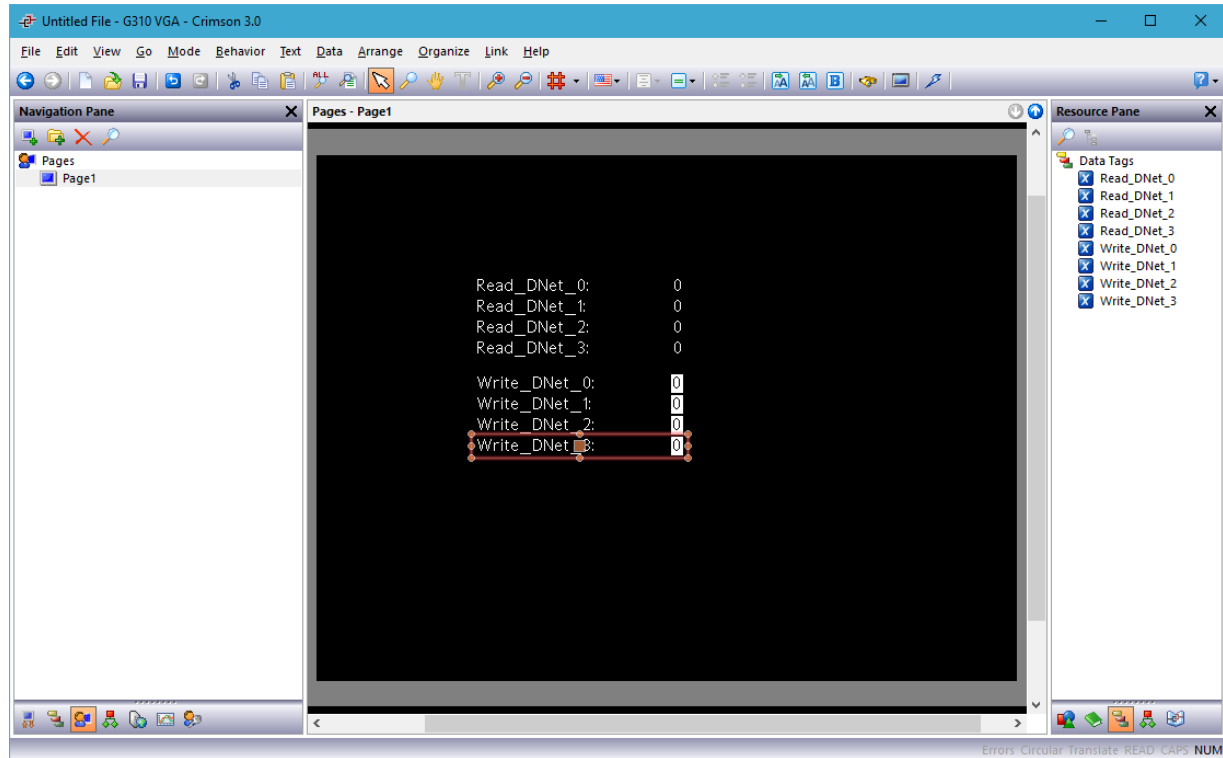 Untitled File - G310 VGA - Crimson 3.0
File Edit View Go Mode Behavior Text Data Arrange Organize Link Help
Navigation Pane
Pages
Page1
Pages - Page1
Read_DNet_0: 0
Read_DNet_1: 0
Read_DNet_2: 0
Read_DNet_3: 0
Write_DNet_0: 0
Write_DNet_1: 0
Write_DNet_2: 0
Write_DNet_3: 0
Resource Pane
Data Tags
Read_DNet_0
Read_DNet_1
Read_DNet_2
Read_DNet_3
Write_DNet_0
Write_DNet_1
Write_DNet_2
Write_DNet_3
Errors Circular Translate READ CAPS NUM